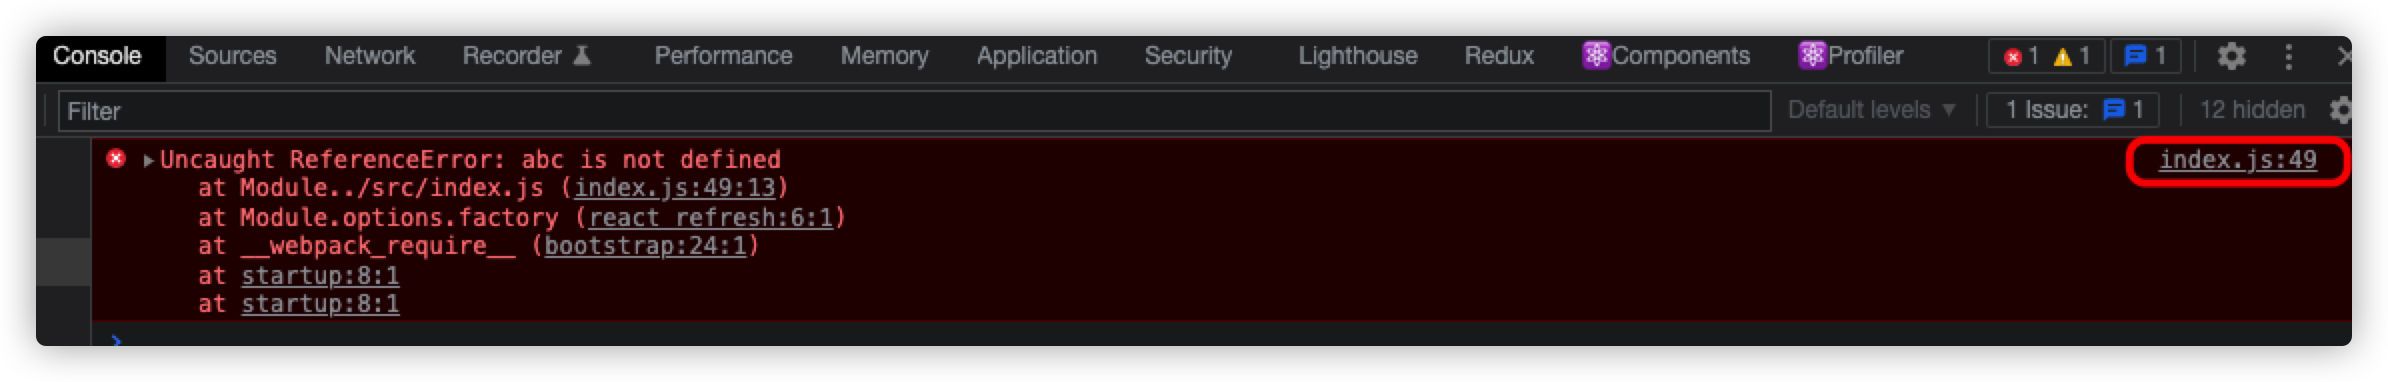 Console Sources Network Recorder Performance Memory Application Security Lighthouse Redux Components Profiler 1 1 1
Filter Default levels ▼ 1 Issue: 1 12 hidden
▶Uncaught ReferenceError: abc is not defined index.js:49
at Module../src/index.js (index.js:49:13)
at Module.options.factory (react refresh:6:1)
at __webpack_require__ (bootstrap:24:1)
at startup:8:1
at startup:8:1